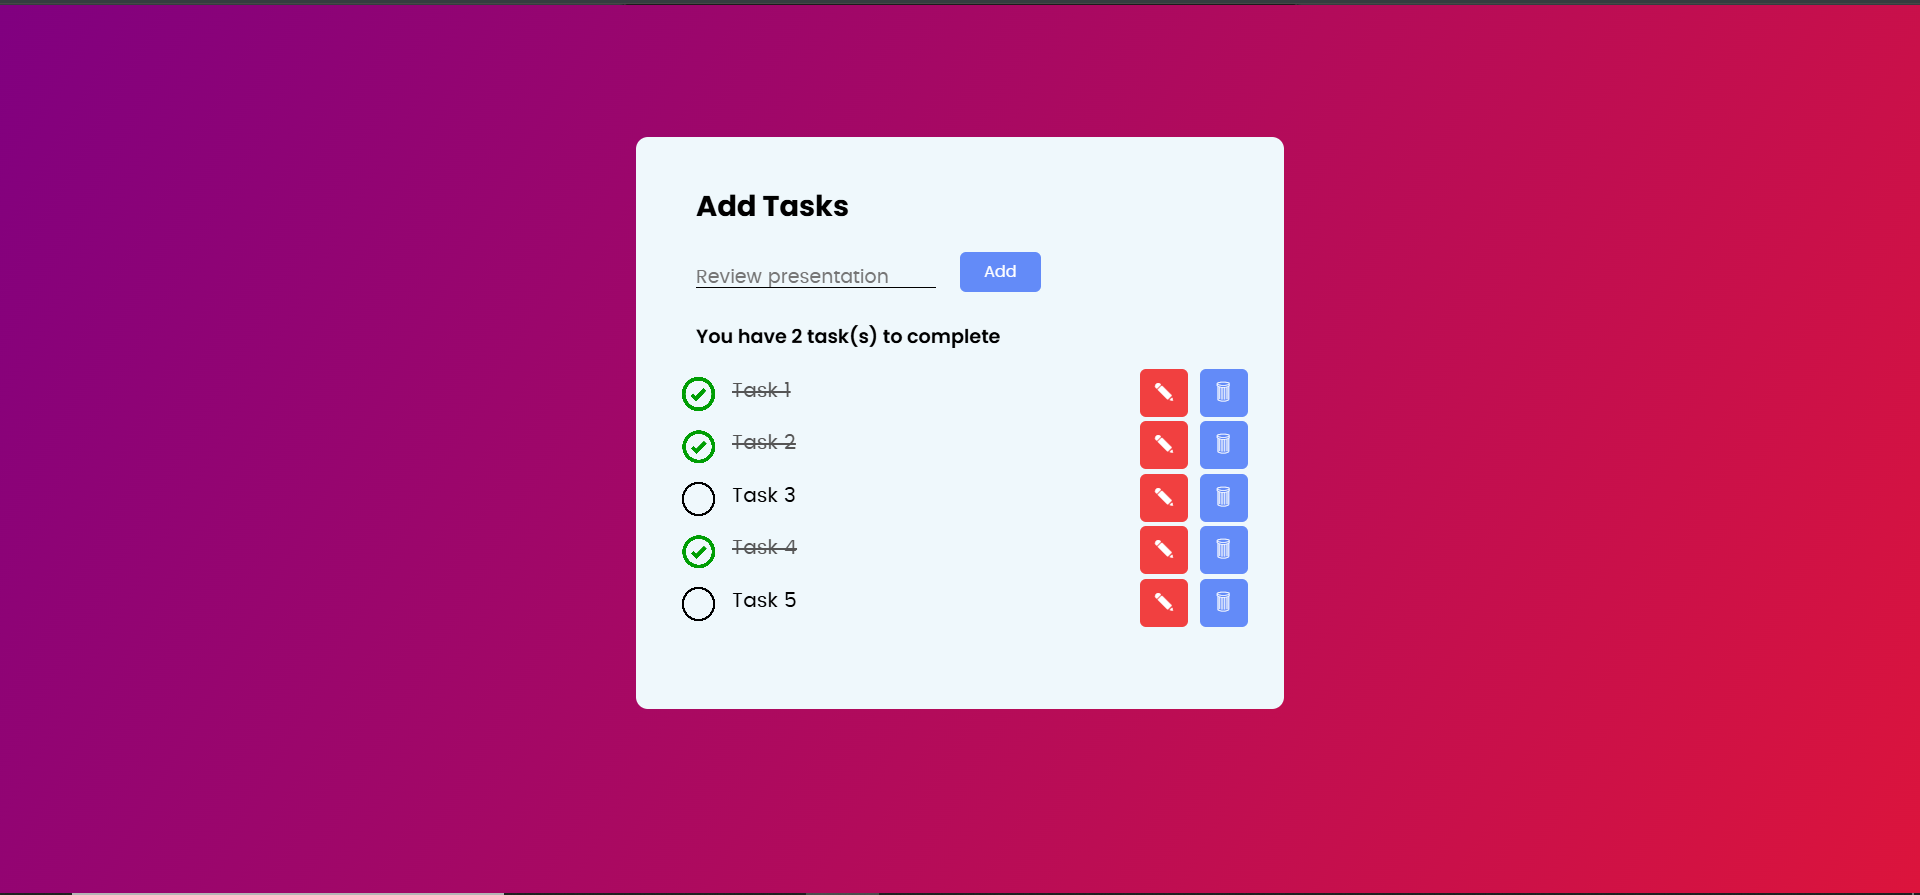 Add Tasks
Review presentation
Add
You have 2 task(s) to complete
Task 1
Task 2
Task 3
Task 4
Task 5